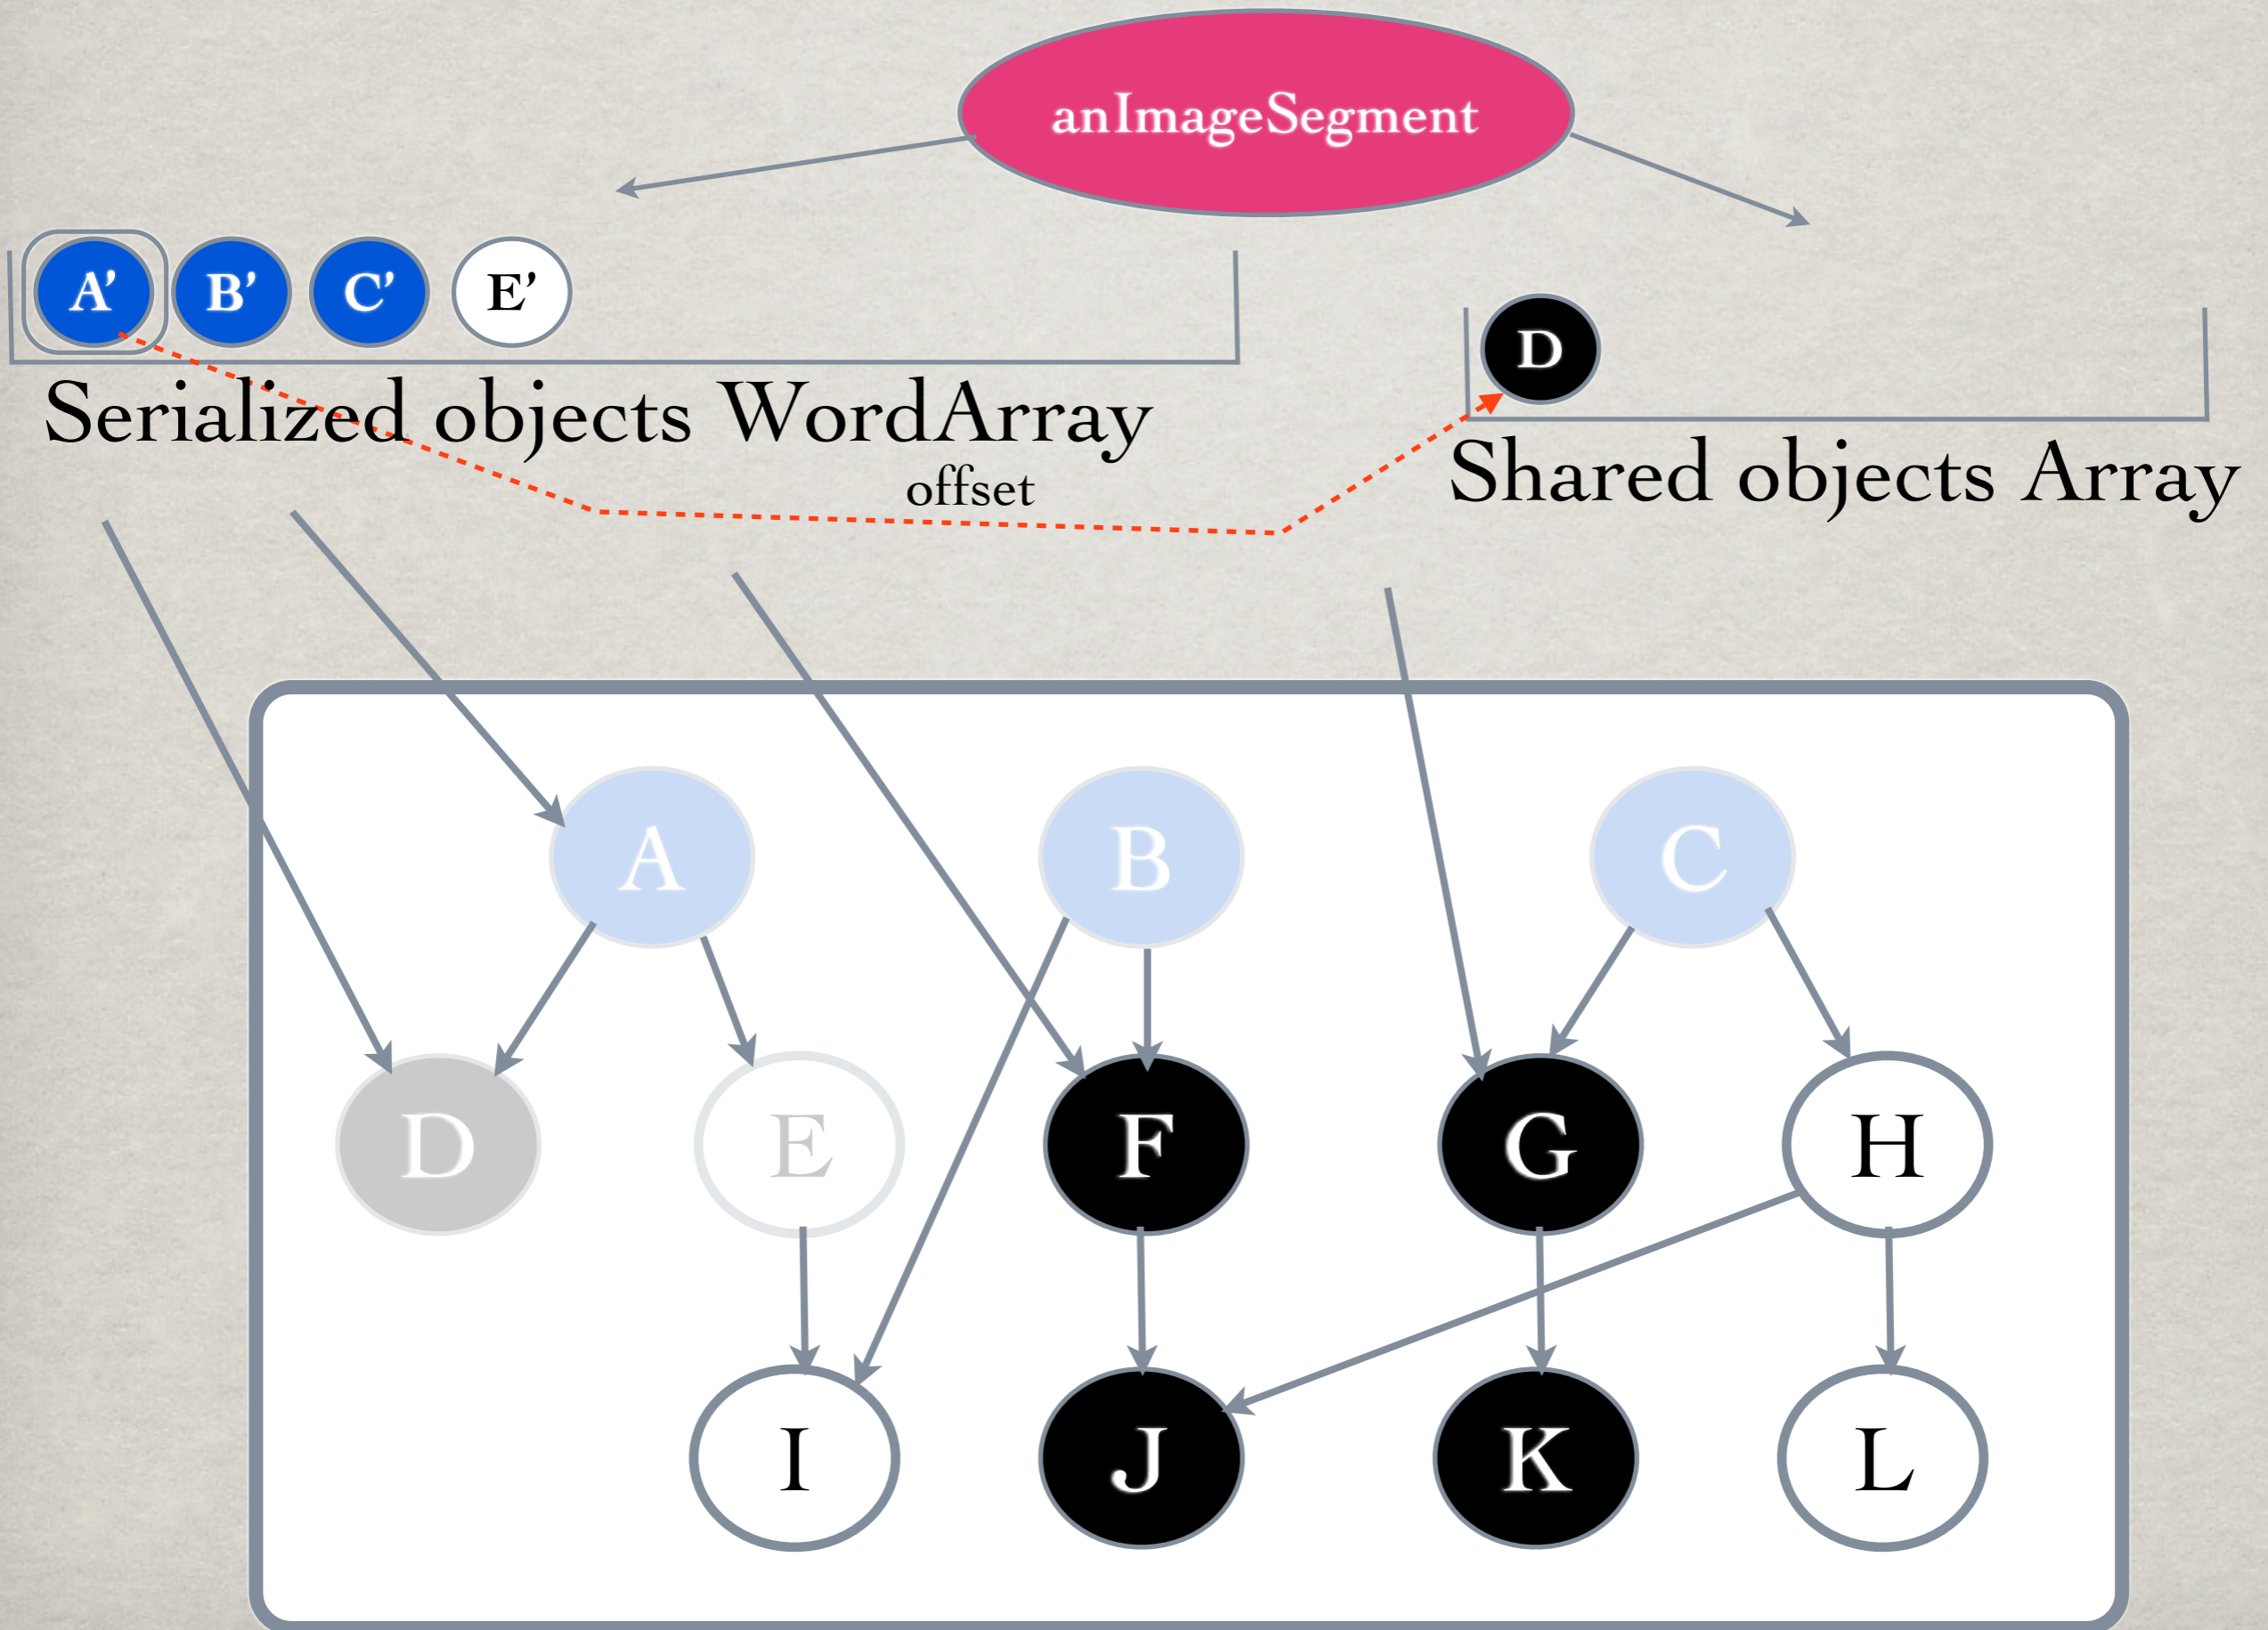 anImageSegment
A’ B’ C’ E’
D
Serialized objects WordArray
Shared objects Array
offset
A B C
D E F G H
I J K L